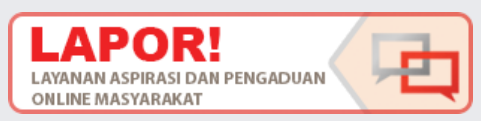 LAPOR!
LAYANAN ASPIRASI DAN PENGADUAN
ONLINE MASYARAKAT